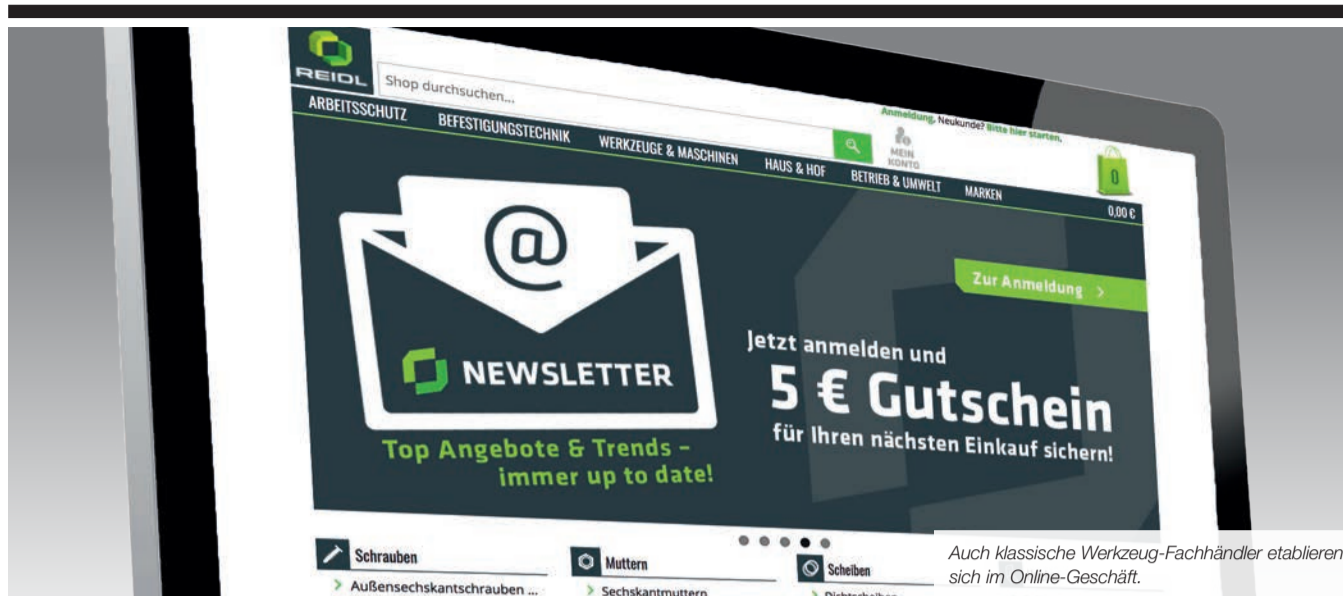 REIDL
Shop durchsuchen...
Anmeldung. Neukunde? Bitte hier starten.
MEIN
KONTO
0
0,00 €
ARBEITSSCHUTZ BEFESTIGUNGSTECHNIK WERKZEUGE & MASCHINEN HAUS & HOF BETRIEB & UMWELT MARKEN
@
NEWSLETTER
Top Angebote & Trends –
immer up to date!
Zur Anmeldung >
Jetzt anmelden und
5 € Gutschein
für Ihren nächsten Einkauf sichern!
Schrauben
> Außensechskantschrauben ...
Muttern
> Sechskantmuttern
Scheiben
Auch klassische Werkzeug-Fachhändler etablieren
sich im Online-Geschäft.